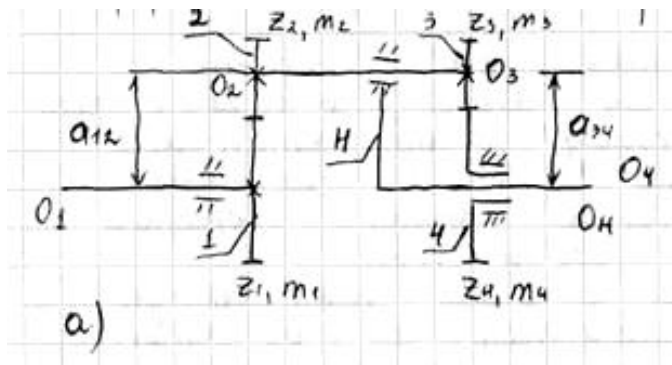 2 Z2, m2 3 Z3, m3
O2 O3
a12 H a34
O1 O4
1 4 OH
Z1, m1 Z4, m4
a)